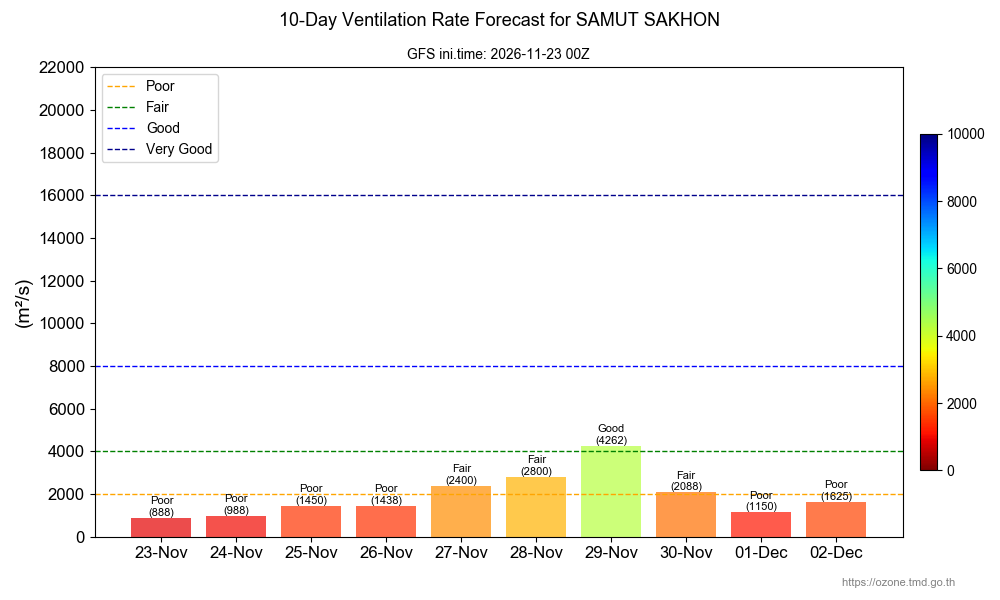 10-Day Ventilation Rate Forecast for SAMUT SAKHON
GFS ini.time: 2026-11-23 00Z
Poor
Fair
Good
Very Good
22000
20000
18000
16000
14000
12000
10000
8000
6000
4000
2000
0
(m²/s)
Poor
(888)
Poor
(988)
Poor
(1450)
Poor
(1438)
Fair
(2400)
Fair
(2800)
Good
(4262)
Fair
(2088)
Poor
(1150)
Poor
(1625)
23-Nov
24-Nov
25-Nov
26-Nov
27-Nov
28-Nov
29-Nov
30-Nov
01-Dec
02-Dec
10000
8000
6000
4000
2000
0
https://ozone.tmd.go.th